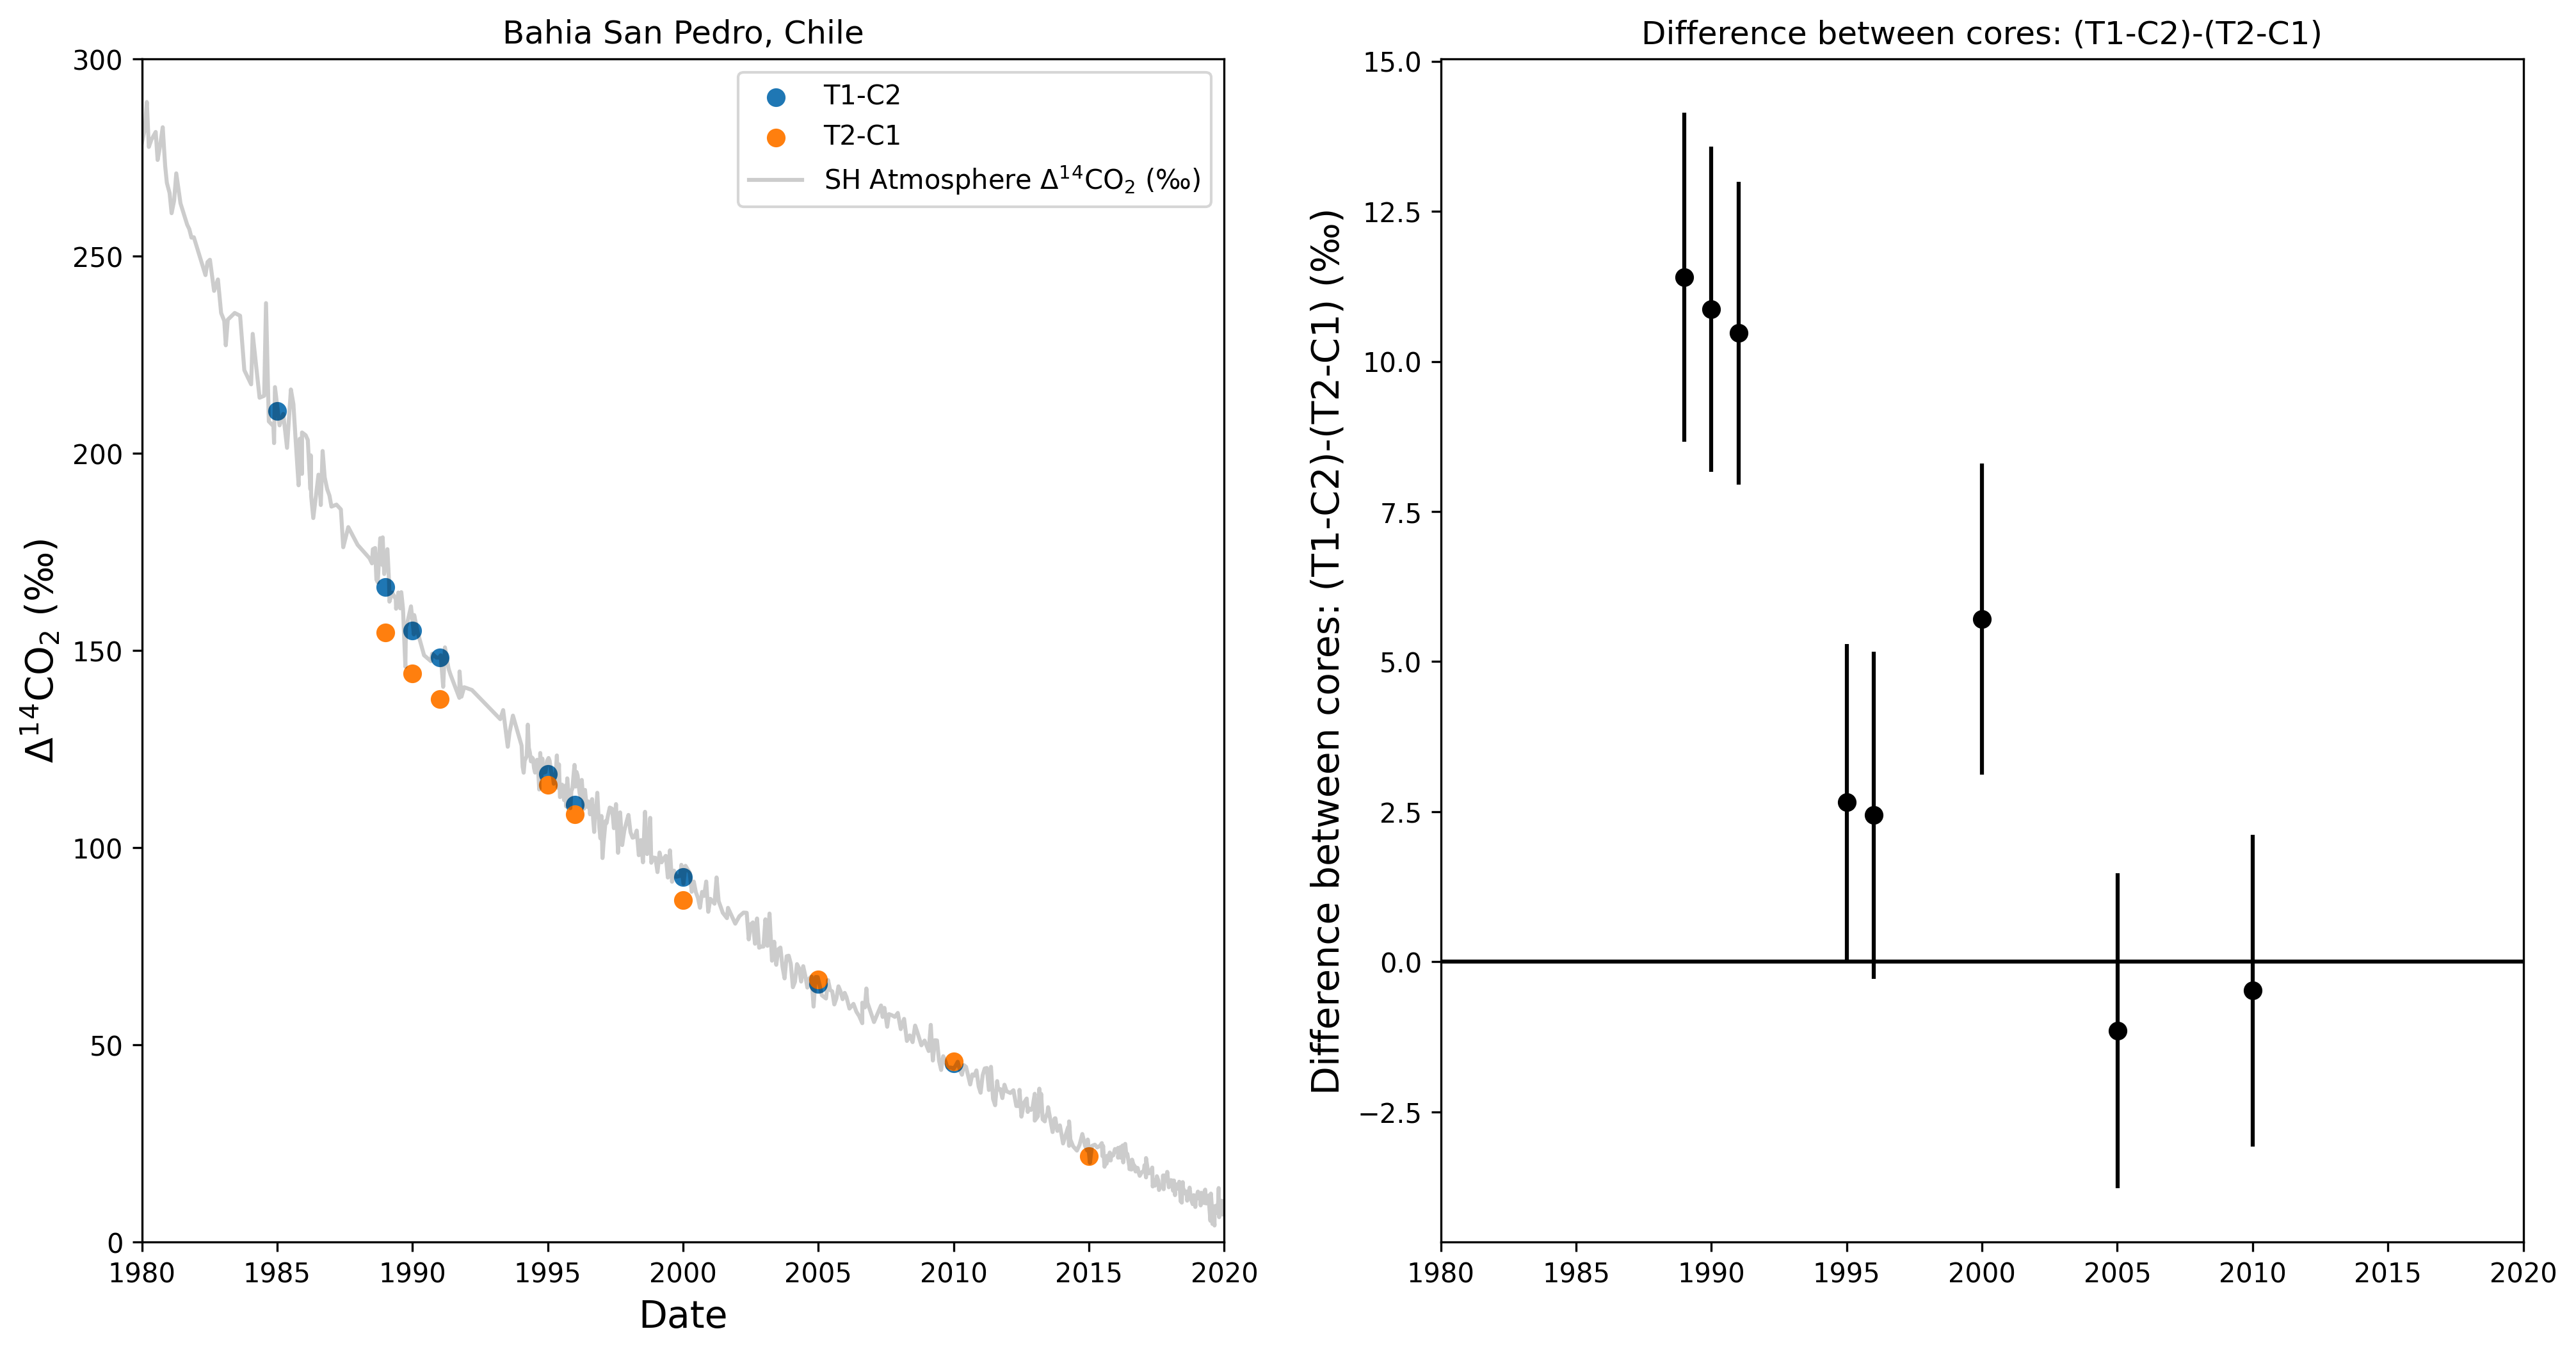 Bahia San Pedro, Chile
300
250
200
150
100
50
0
Δ¹⁴CO₂ (‰)
T1-C2
T2-C1
SH Atmosphere Δ¹⁴CO₂ (‰)
1980 1985 1990 1995 2000 2005 2010 2015 2020
Date
Difference between cores: (T1-C2)-(T2-C1)
15.0
12.5
10.0
7.5
5.0
2.5
0.0
−2.5
Difference between cores: (T1-C2)-(T2-C1) (‰)
1980 1985 1990 1995 2000 2005 2010 2015 2020